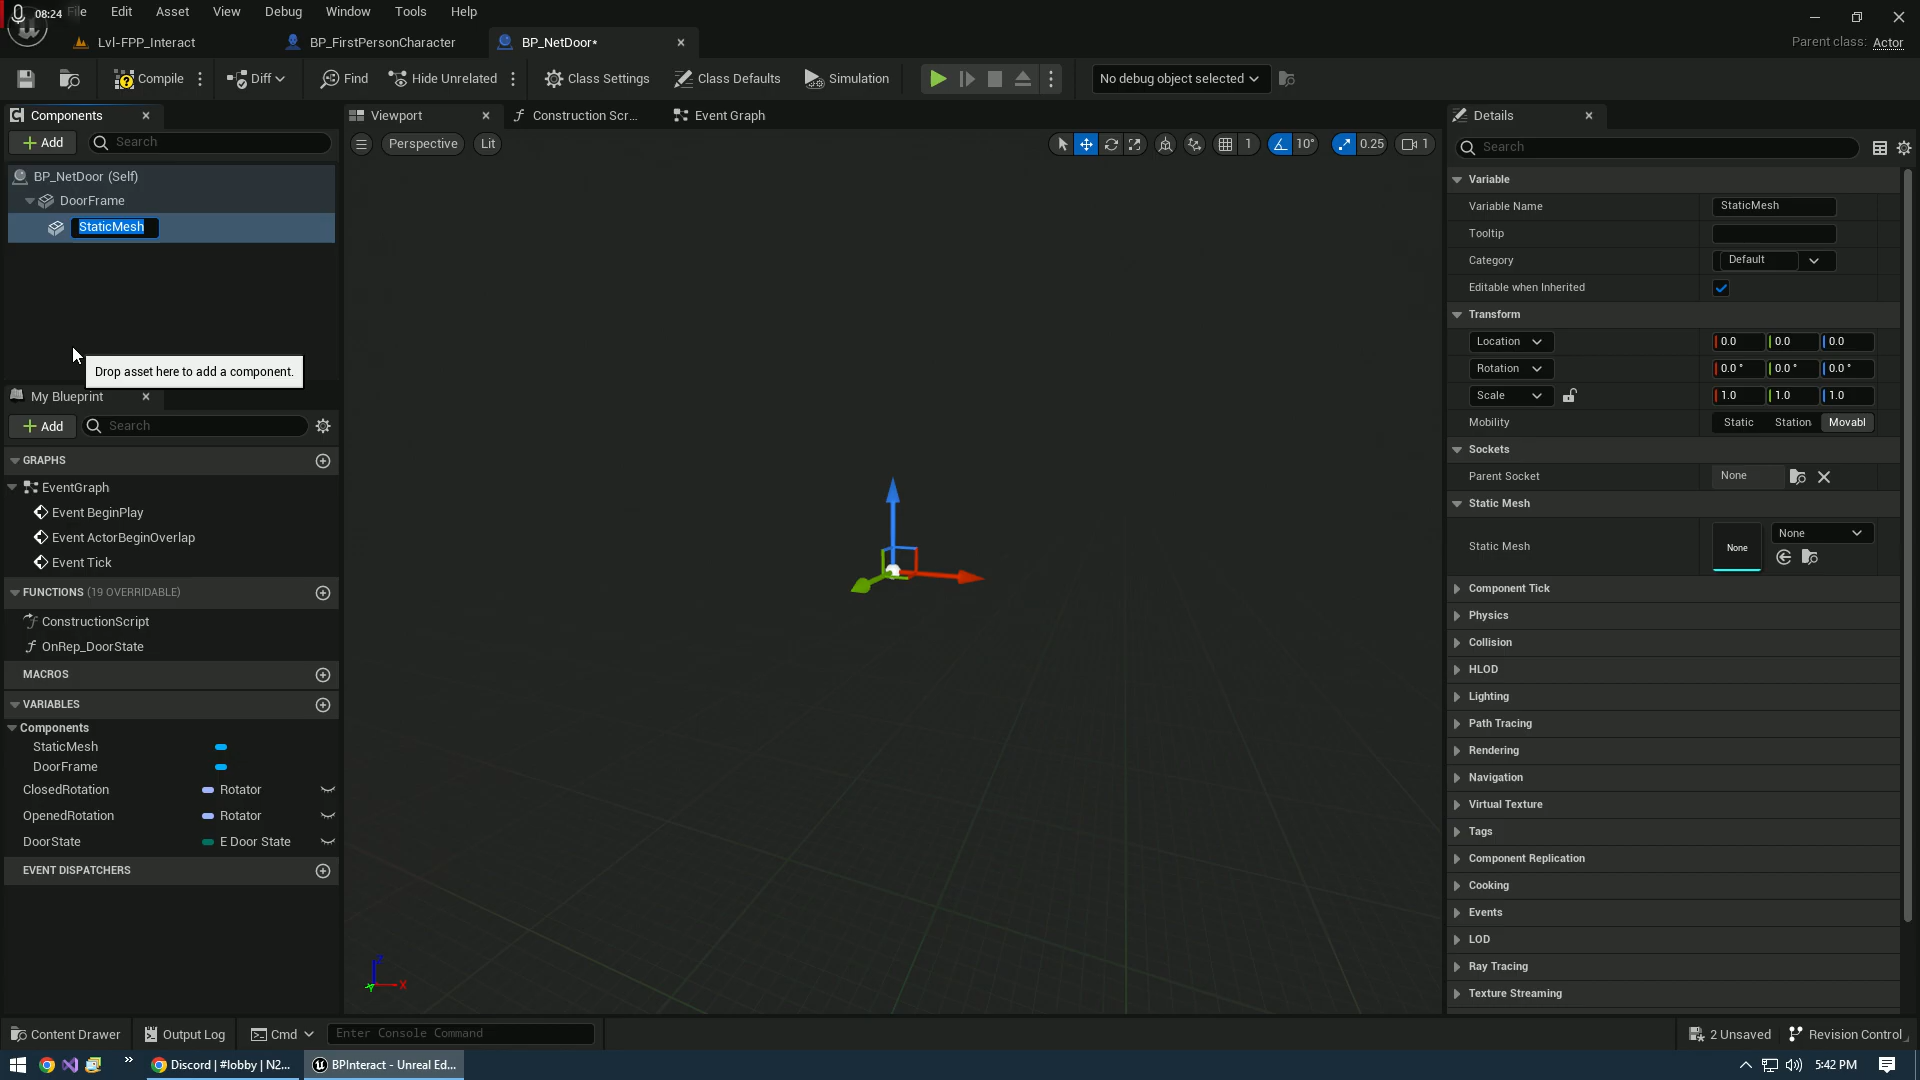 08:24
File Edit Asset View Debug Window Tools Help
Lvl-FPP_Interact
BP_FirstPersonCharacter
BP_NetDoor*
Parent class: Actor
Compile
Diff
Find
Hide Unrelated
Class Settings
Class Defaults
Simulation
No debug object selected
Components
Add
Search
BP_NetDoor (Self)
DoorFrame
StaticMesh
Drop asset here to add a component.
My Blueprint
Add
Search
GRAPHS
EventGraph
Event BeginPlay
Event ActorBeginOverlap
Event Tick
FUNCTIONS (19 OVERRIDABLE)
ConstructionScript
OnRep_DoorState
MACROS
VARIABLES
Components
StaticMesh
DoorFrame
ClosedRotation Rotator
OpenedRotation Rotator
DoorState E Door State
EVENT DISPATCHERS
Viewport
Construction Scr...
Event Graph
Perspective
Lit
1
10°
0.25
1
X
Details
Search
Variable
Variable Name StaticMesh
Tooltip
Category Default
Editable when Inherited
Transform
Location 0.0 0.0 0.0
Rotation 0.0 ° 0.0 ° 0.0 °
Scale 1.0 1.0 1.0
Mobility Static Station Movabl
Sockets
Parent Socket None
Static Mesh
Static Mesh None None
Component Tick
Physics
Collision
HLOD
Lighting
Path Tracing
Rendering
Navigation
Virtual Texture
Tags
Component Replication
Cooking
Events
LOD
Ray Tracing
Texture Streaming
Content Drawer
Output Log
Cmd
Enter Console Command
2 Unsaved
Revision Control
Discord | #lobby | N2...
BPInteract - Unreal Ed...
5:42 PM